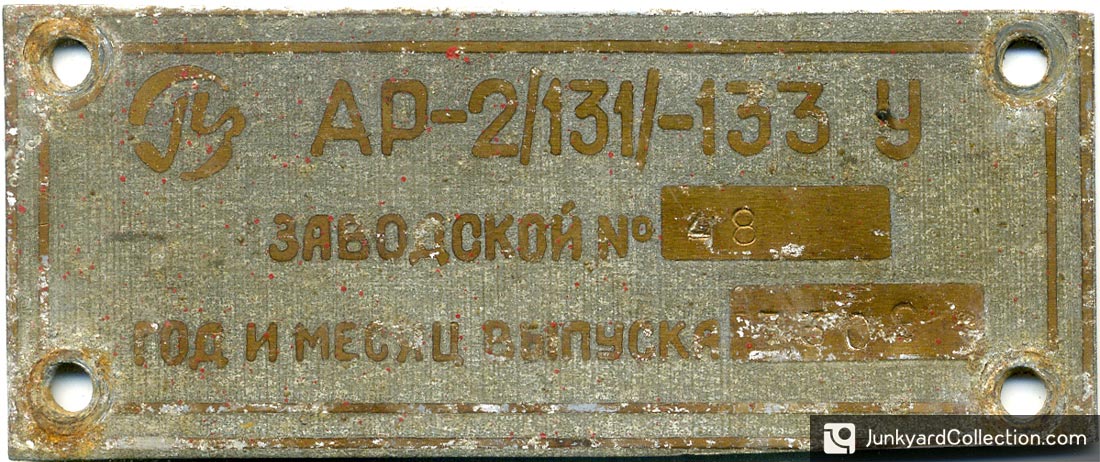 АР-2/131/-133 У
ЗАВОДСКОЙ № 48
ГОД И МЕСЯЦ ВЫПУСКА
JunkyardCollection.com